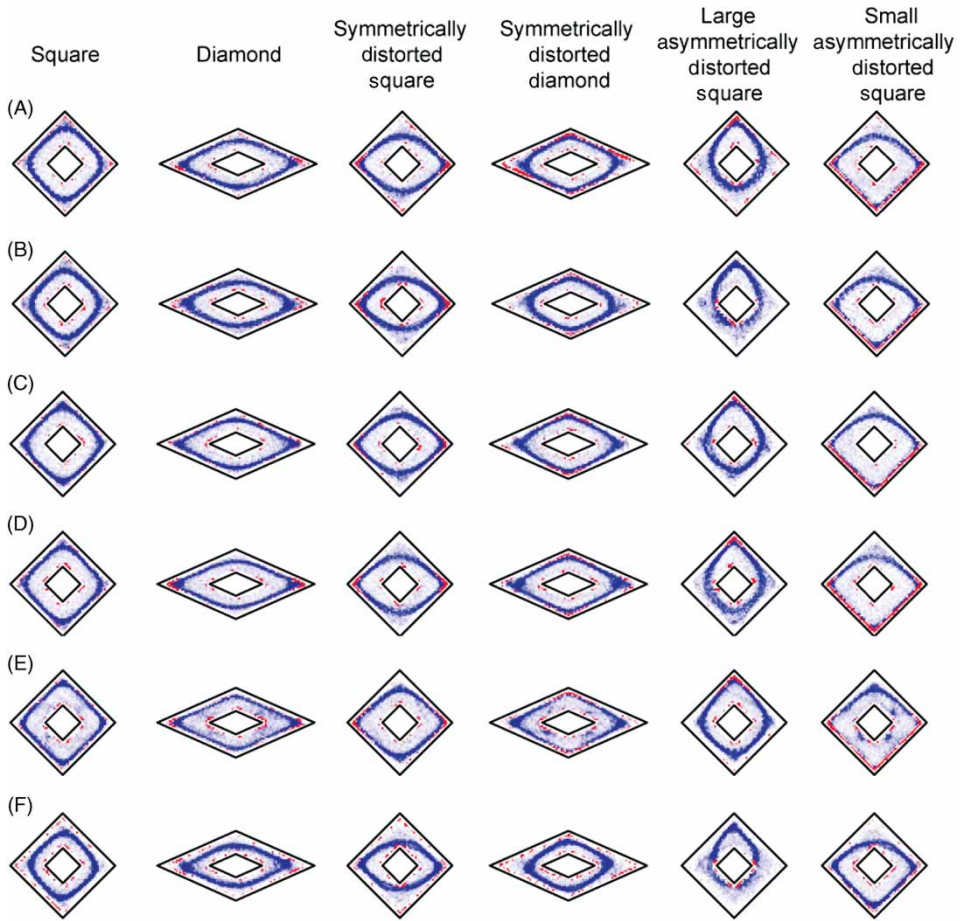 Square
Diamond
Symmetrically
distorted
square
Symmetrically
distorted
diamond
Large
asymmetrically
distorted
square
Small
asymmetrically
distorted
square
(A)
(B)
(C)
(D)
(E)
(F)